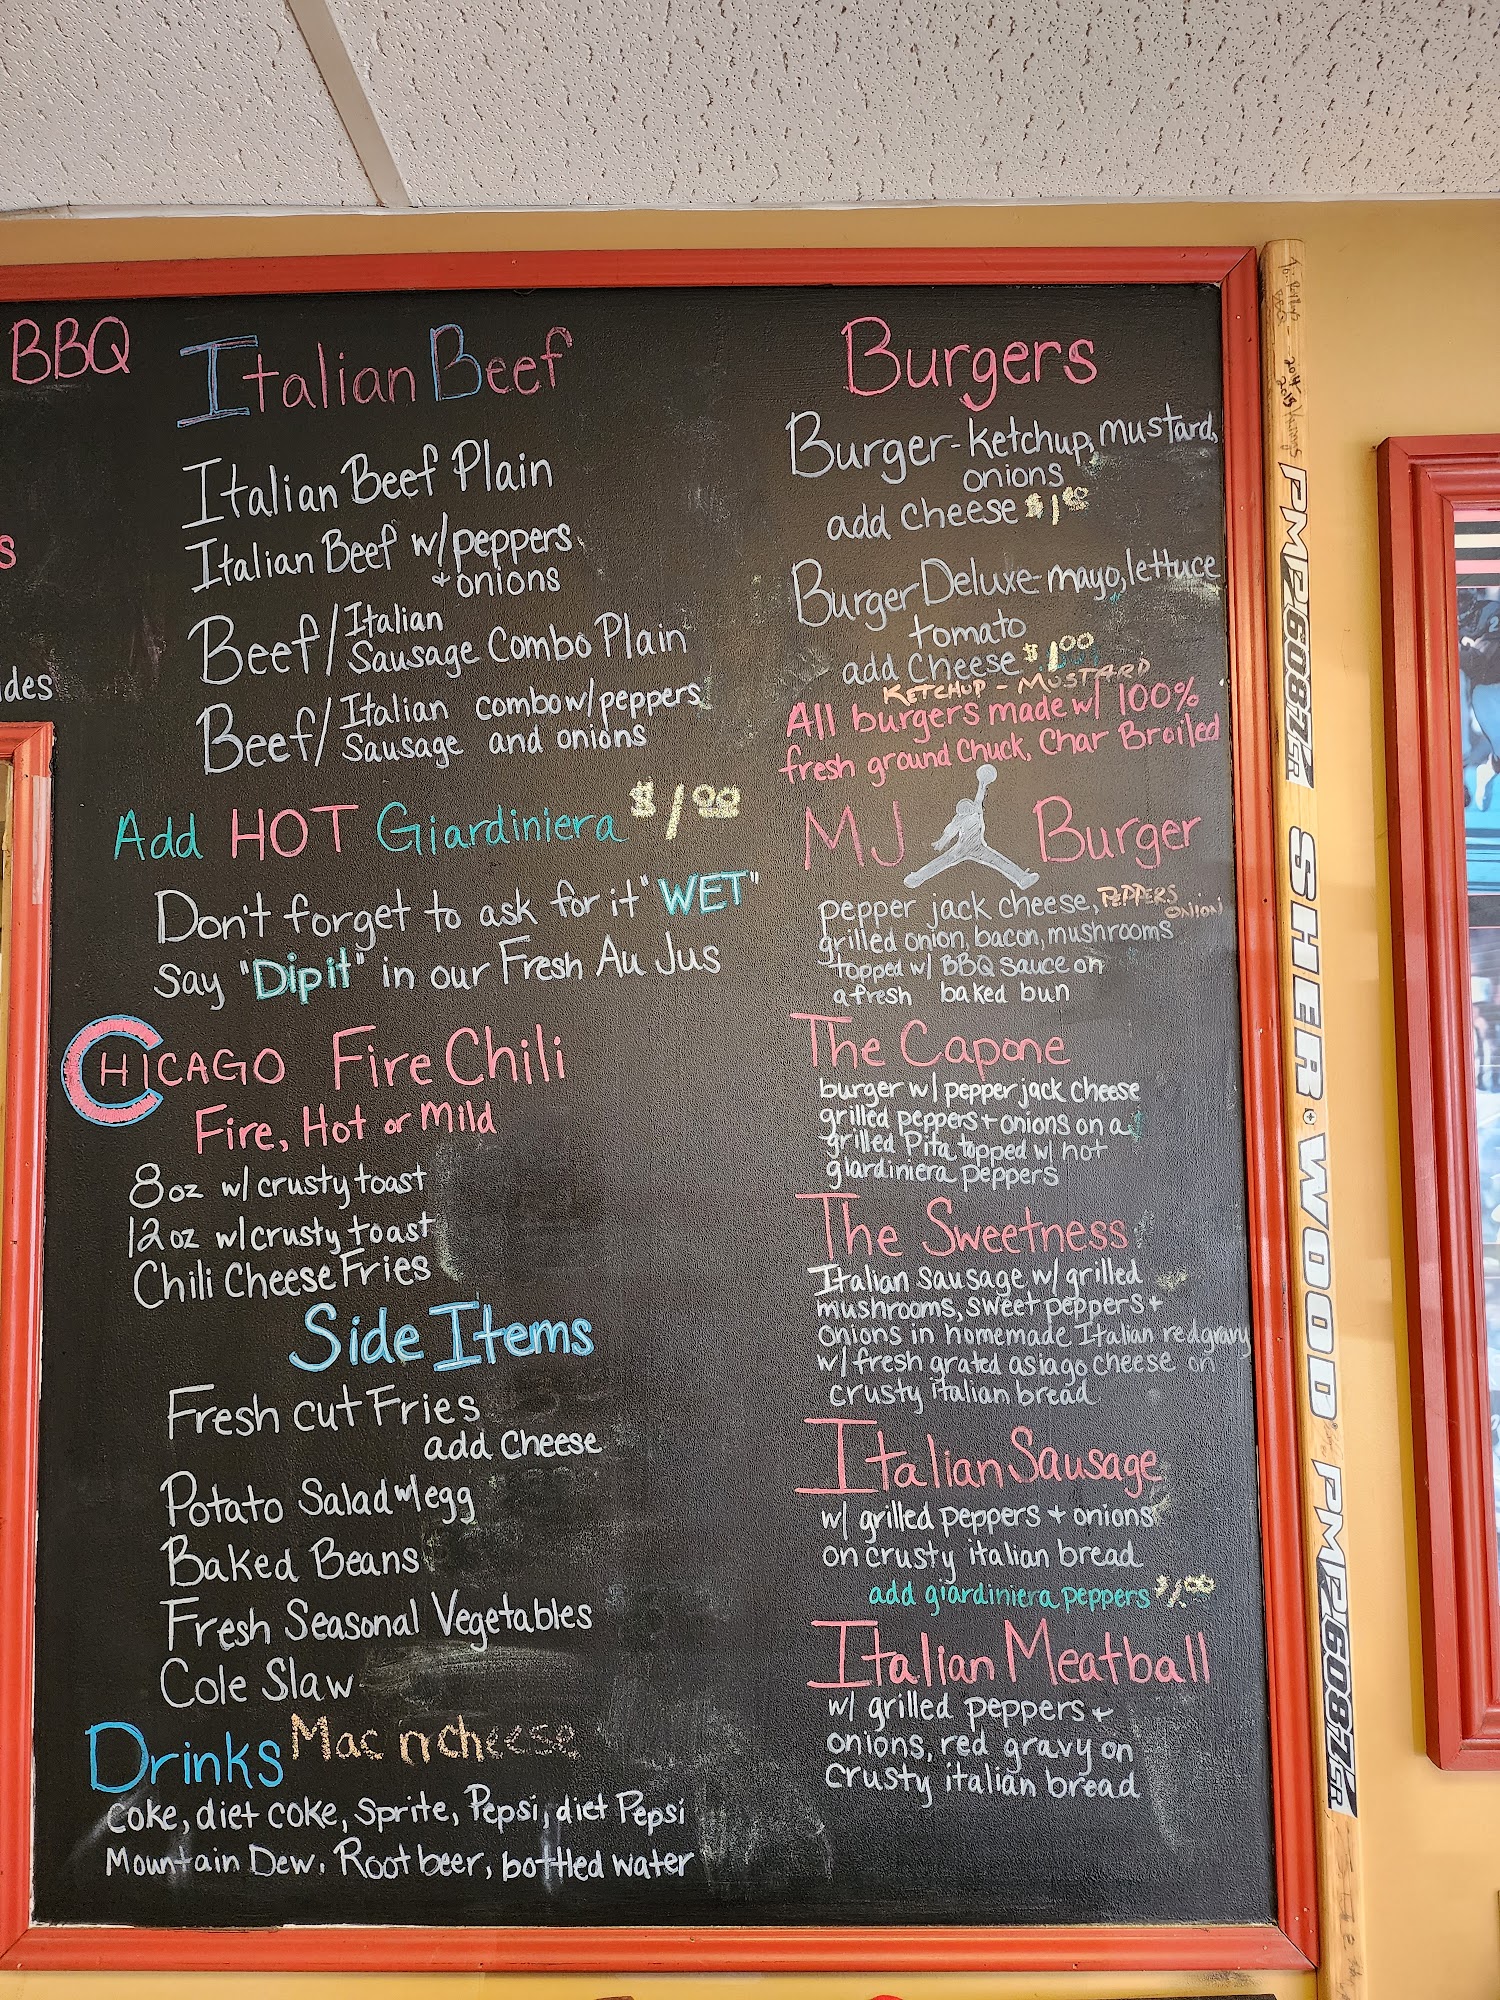 BBQ
s
ides
Italian Beef
Italian Beef Plain
Italian Beef w/peppers
+ onions
Beef/Italian Sausage Combo Plain
Beef/Italian Sausage combo w/peppers
and onions
Add HOT Giardiniera $1.00
Don't forget to ask for it "WET"
say "Dip it" in our Fresh Au Jus
CHICAGO Fire Chili
Fire, Hot or Mild
8oz w/ crusty toast
12oz w/crusty toast
Chili Cheese Fries
Side Items
Fresh cut Fries
add Cheese
Potato Salad w/egg
Baked Beans
Fresh Seasonal Vegetables
Cole Slaw
Mac n cheese
Drinks
Coke, diet coke, Sprite, Pepsi, diet Pepsi
Mountain Dew, Root beer, bottled water
Burgers
Burger-Ketchup, mustard,
onions
add Cheese $1.00
Burger Deluxe-mayo, lettuce
tomato
add Cheese $1.00
KETCHUP - MUSTARD
All burgers made w/ 100%
fresh ground Chuck, Char Broiled
MJ Burger
pepper jack cheese, PEPPERS
ONION
grilled onion, bacon, mushrooms
topped w/ BBQ sauce on
a fresh baked bun
The Capone
burger w/ pepper jack Cheese
grilled peppers + onions on a
grilled Pita topped w/ hot
giardiniera peppers
The Sweetness
Italian Sausage w/ grilled
mushrooms, sweet peppers +
onions in homemade Italian red gravy
w/ fresh grated asiago cheese on
crusty italian bread
Italian Sausage
w/ grilled peppers + onions
on crusty italian bread
add giardiniera peppers $1.00
Italian Meatball
w/ grilled peppers +
onions, red gravy on
crusty italian bread
PMP6087GR
SHER-WOOD
PMP6087GR